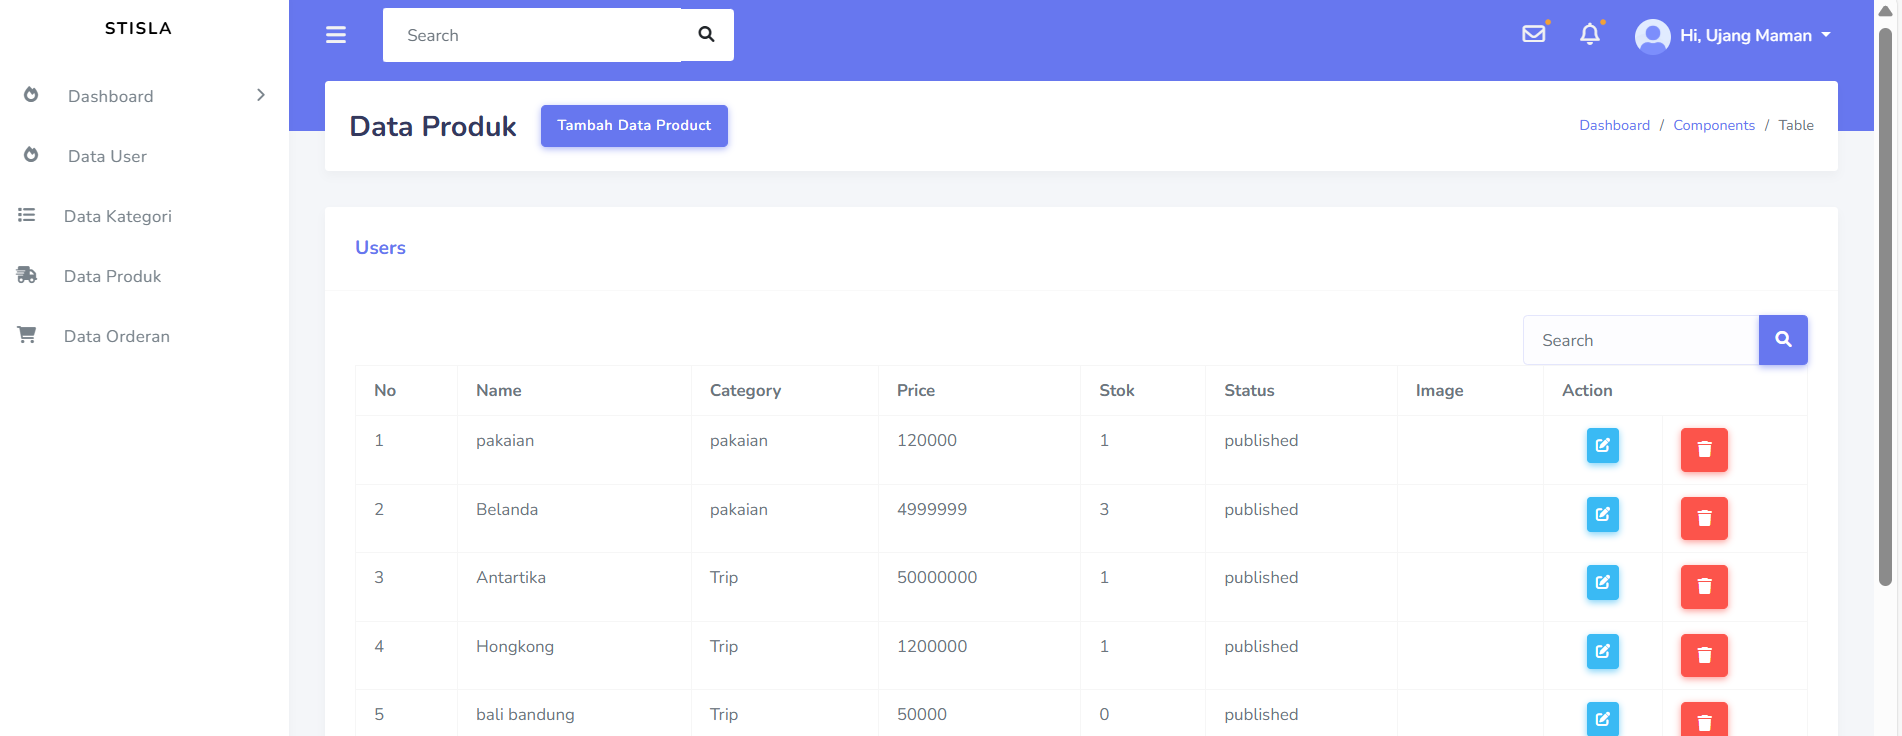 STISLA
Search
Hi, Ujang Maman
Dashboard
Data User
Data Kategori
Data Produk
Data Orderan
Data Produk
Tambah Data Product
Dashboard / Components / Table
Users
Search
No Name Category Price Stok Status Image Action
1 pakaian pakaian 120000 1 published
2 Belanda pakaian 4999999 3 published
3 Antartika Trip 50000000 1 published
4 Hongkong Trip 1200000 1 published
5 bali bandung Trip 50000 0 published